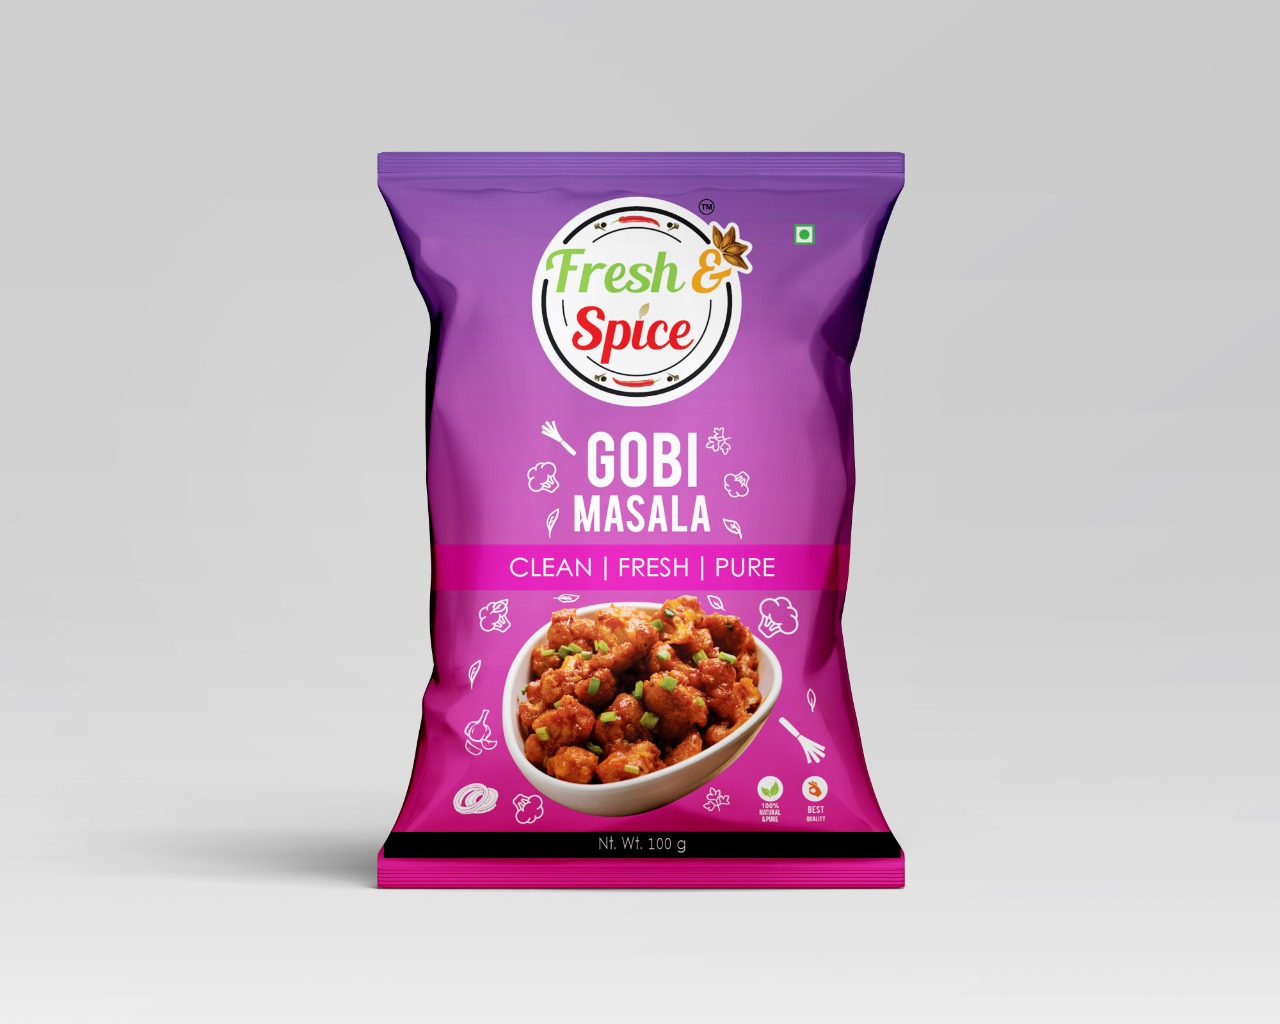 TM
Fresh &
Spice
GOBI
MASALA
CLEAN | FRESH | PURE
100%
NATURAL
& PURE
BEST
QUALITY
Nt. Wt. 100 g